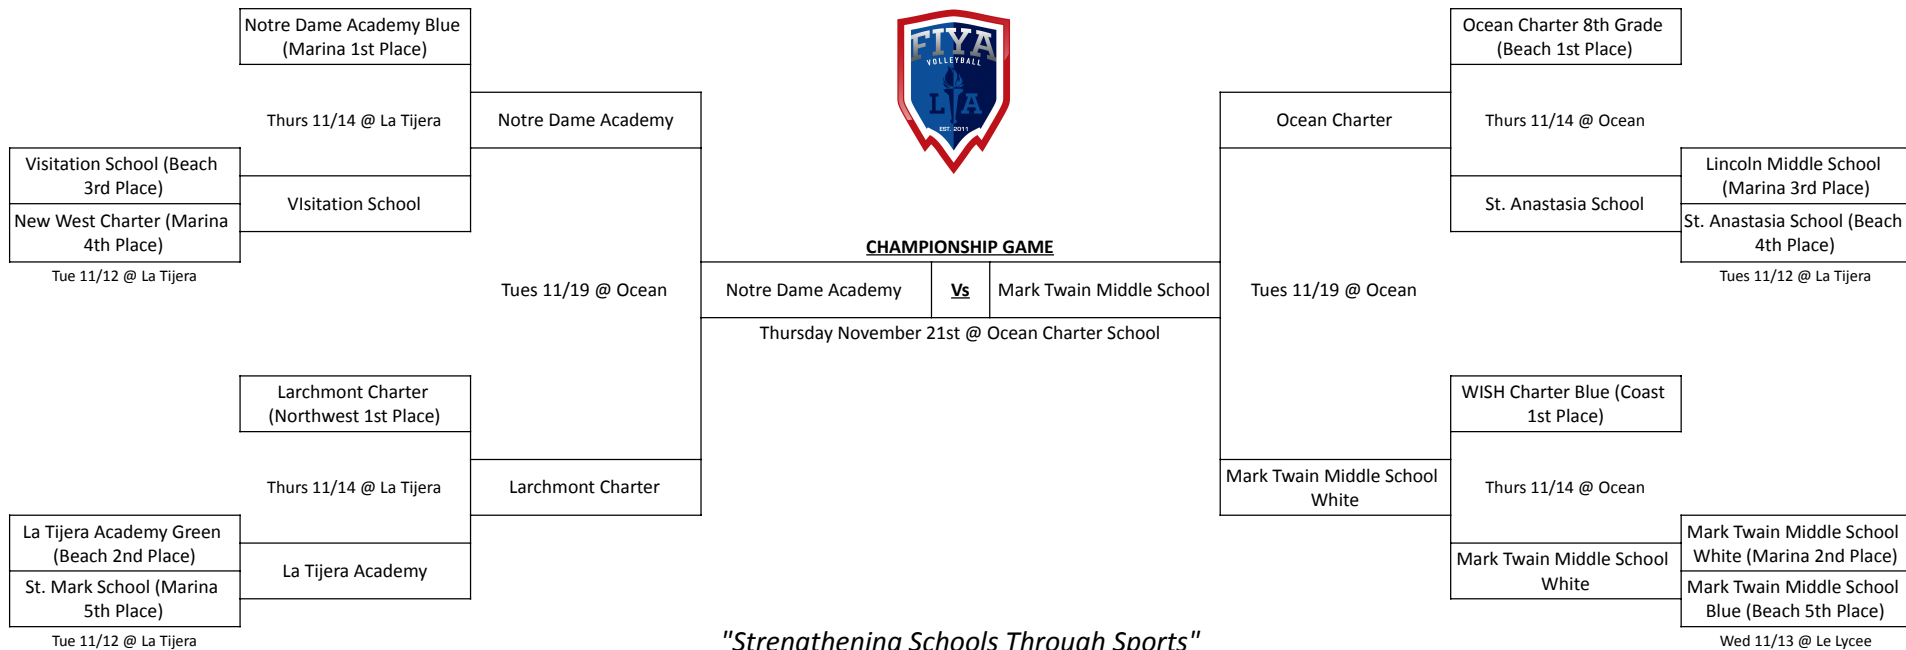 Notre Dame Academy Blue
(Marina 1st Place)
Thurs 11/14 @ La Tijera
Notre Dame Academy
Visitation School (Beach
3rd Place)
New West Charter (Marina
4th Place)
Tue 11/12 @ La Tijera
VIsitation School
Tues 11/19 @ Ocean
Larchmont Charter
(Northwest 1st Place)
Thurs 11/14 @ La Tijera
Larchmont Charter
La Tijera Academy Green
(Beach 2nd Place)
St. Mark School (Marina
5th Place)
Tue 11/12 @ La Tijera
La Tijera Academy
FIYA
VOLLEYBALL
LA
EST. 2011
CHAMPIONSHIP GAME
Notre Dame Academy
Vs
Mark Twain Middle School
Thursday November 21st @ Ocean Charter School
"Strengthening Schools Through Sports"
Ocean Charter 8th Grade
(Beach 1st Place)
Ocean Charter
Thurs 11/14 @ Ocean
Lincoln Middle School
(Marina 3rd Place)
St. Anastasia School
St. Anastasia School (Beach
4th Place)
Tues 11/12 @ La Tijera
Tues 11/19 @ Ocean
WISH Charter Blue (Coast
1st Place)
Mark Twain Middle School
White
Thurs 11/14 @ Ocean
Mark Twain Middle School
White (Marina 2nd Place)
Mark Twain Middle School
White
Mark Twain Middle School
Blue (Beach 5th Place)
Wed 11/13 @ Le Lycee